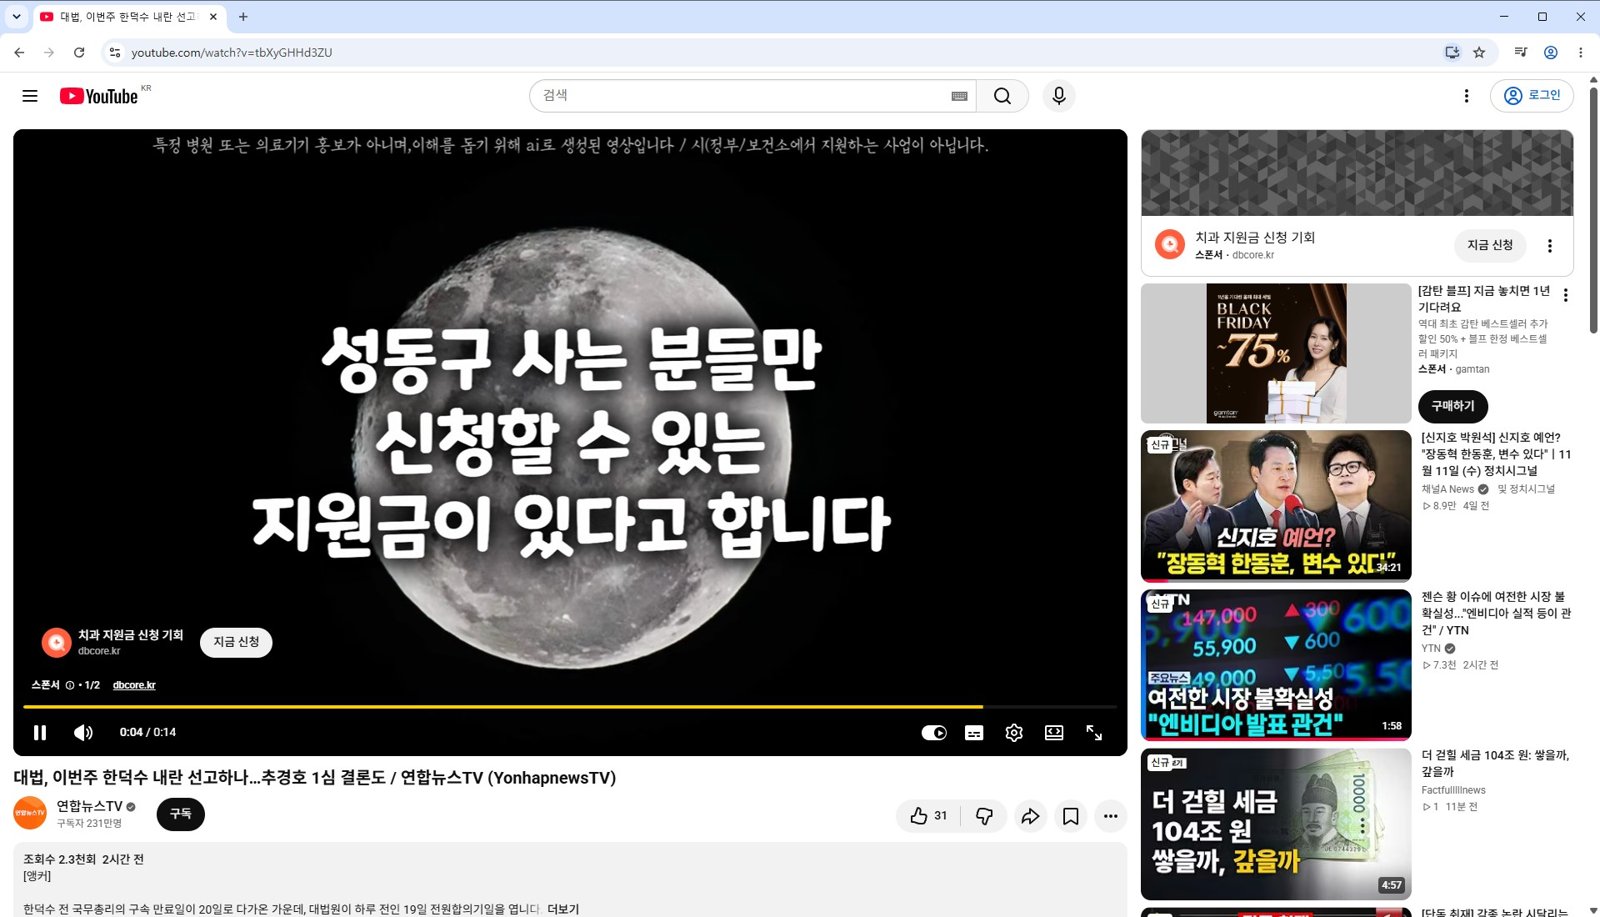 대법, 이번주 한덕수 내란 선고
youtube.com/watch?v=tbXyGHHd3ZU
YouTube KR
검색
로그인
특정 병원 또는 의료기기 홍보가 아니며,이해를 돕기 위해 ai로 생성된 영상입니다 / 시(정부/보건소에서 지원하는 사업이 아닙니다.
성동구 사는 분들만
신청할 수 있는
지원금이 있다고 합니다
치과 지원금 신청 기회
dbcore.kr
지금 신청
스폰서 · 1/2 dbcore.kr
0:04 / 0:14
대법, 이번주 한덕수 내란 선고하나…추경호 1심 결론도 / 연합뉴스TV (YonhapnewsTV)
연합뉴스TV
연합뉴스TV
구독자 231만명
구독
31
조회수 2.3천회 2시간 전
[앵커]
한덕수 전 국무총리의 구속 만료일이 20일로 다가온 가운데, 대법원이 하루 전인 19일 전원합의기일을 엽니다. 더보기
치과 지원금 신청 기회
스폰서 · dbcore.kr
지금 신청
BLACK
FRIDAY
~75%
gamtan
[감탄 블프] 지금 놓치면 1년
기다려요
역대 최초 감탄 베스트셀러 추가
할인 50% + 블프 한정 베스트셀
러 패키지
스폰서 · gamtan
구매하기
신규
신지호 예언?
"장동혁 한동훈, 변수 있다"
34:21
[신지호 박원석] 신지호 예언?
"장동혁 한동훈, 변수 있다" | 11
월 11일 (수) 정치시그널
채널A News 및 정치시그널
8.9만 4일 전
신규
YTN
147,000 ▲ 300
55,900 ▼ 600
주요뉴스
여전한 시장 불확실성
"엔비디아 발표 관건"
1:58
젠슨 황 이슈에 여전한 시장 불
확실성..."엔비디아 실적 등이 관
건" / YTN
YTN
7.3천 2시간 전
신규
더 걷힐 세금
104조 원
쌓을까, 갚을까
10000
4:57
더 걷힐 세금 104조 원: 쌓을까,
갚을까
Factfulllllnews
1 11분 전